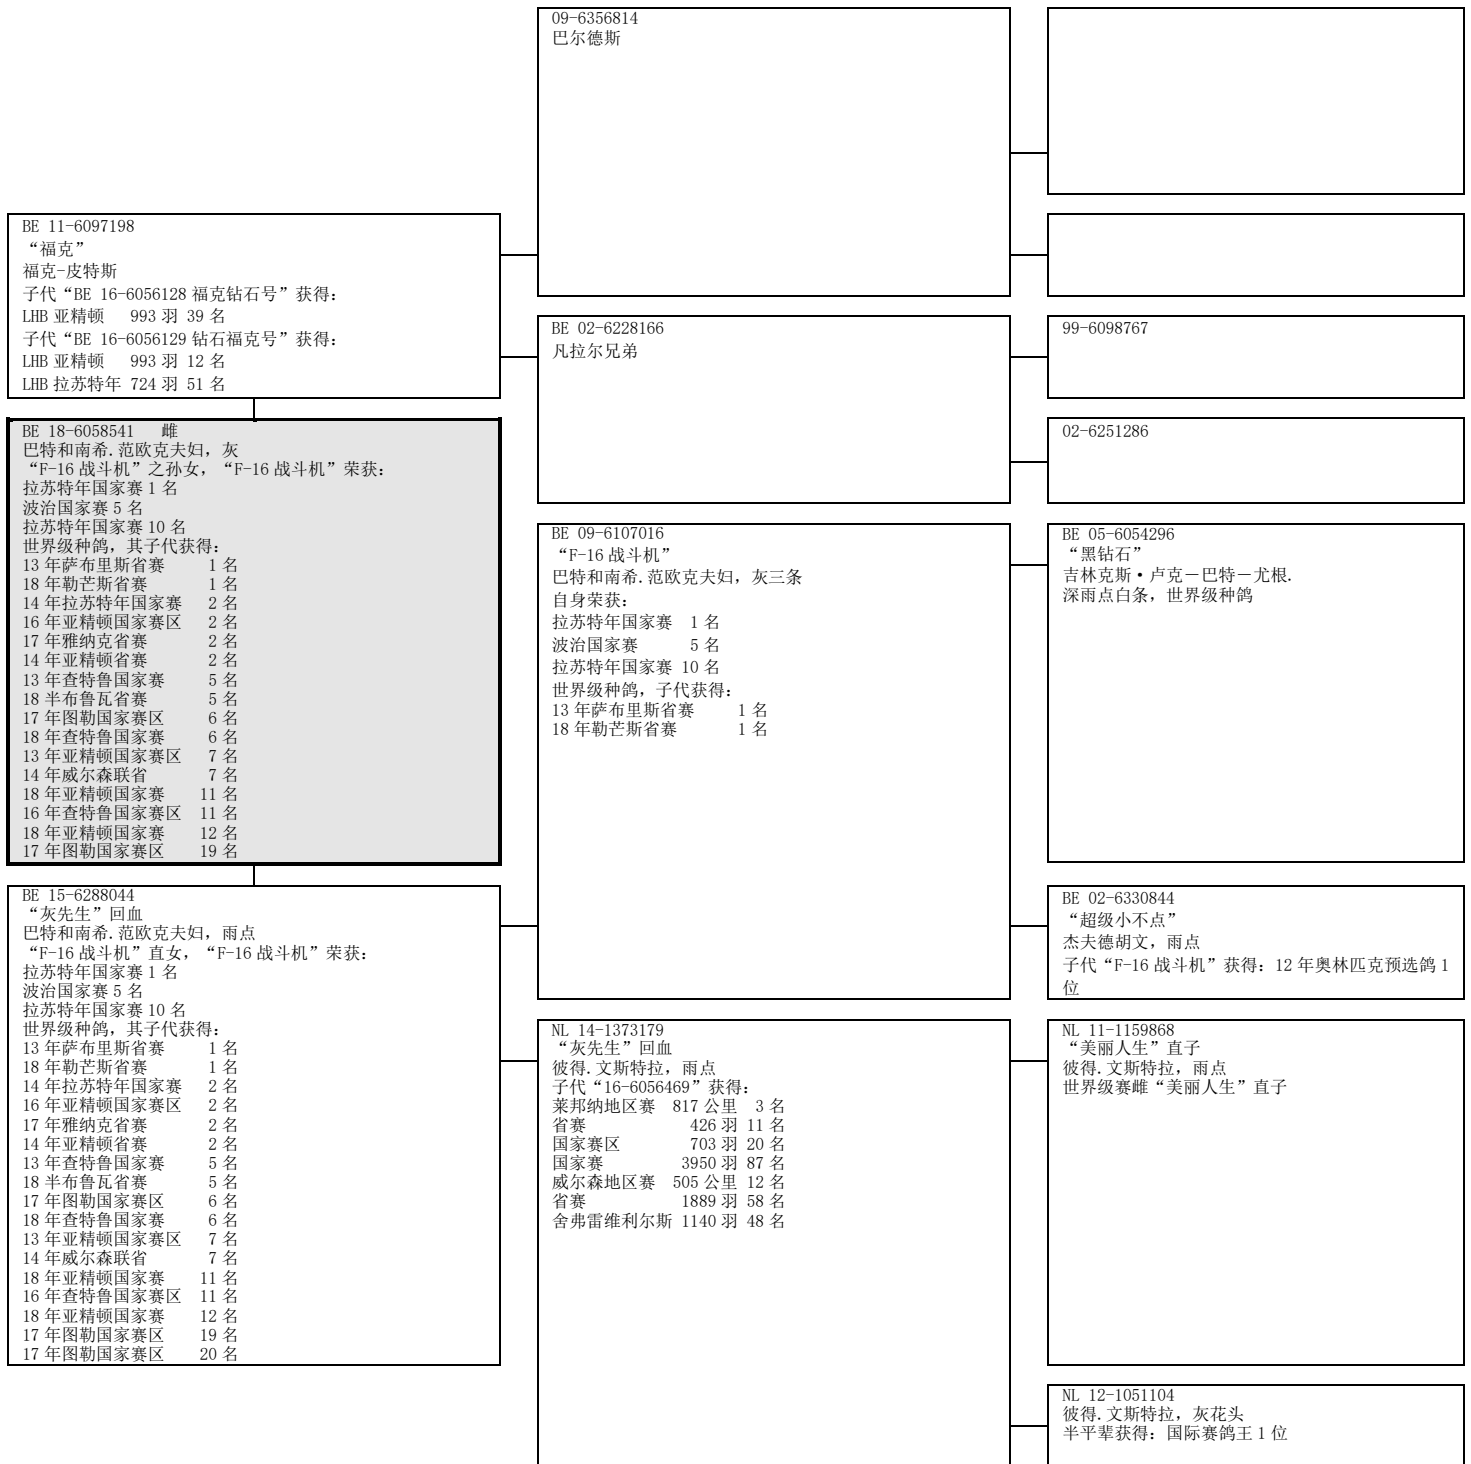 BE 11-6097198
“福克”
福克-皮特斯
子代“BE 16-6056128 福克钻石号”获得:
LHB 亚精顿 993 羽 39 名
子代“BE 16-6056129 钻石福克号”获得:
LHB 亚精顿 993 羽 12 名
LHB 拉苏特年 724 羽 51 名
BE 18-6058541 雌
巴特和南希.范欧克夫妇，灰
“F-16 战斗机”之孙女，“F-16 战斗机”荣获:
拉苏特年国家赛 1 名
波治国家赛 5 名
拉苏特年国家赛 10 名
世界级种鸽，其子代获得:
13 年萨布里斯省赛 1 名
18 年勒芒斯省赛 1 名
14 年拉苏特年国家赛 2 名
16 年亚精顿国家赛区 2 名
17 年雅纳克省赛 2 名
14 年亚精顿省赛 2 名
13 年查特鲁国家赛 5 名
18 半布鲁瓦省赛 5 名
17 年图勒国家赛区 6 名
18 年查特鲁国家赛 6 名
13 年亚精顿国家赛区 7 名
14 年威尔森联省 7 名
18 年亚精顿国家赛 11 名
16 年查特鲁国家赛区 11 名
18 年亚精顿国家赛 12 名
17 年图勒国家赛区 19 名
BE 15-6288044
“灰先生”回血
巴特和南希.范欧克夫妇，雨点
“F-16 战斗机”直女，“F-16 战斗机”荣获:
拉苏特年国家赛 1 名
波治国家赛 5 名
拉苏特年国家赛 10 名
世界级种鸽，其子代获得:
13 年萨布里斯省赛 1 名
18 年勒芒斯省赛 1 名
14 年拉苏特年国家赛 2 名
16 年亚精顿国家赛区 2 名
17 年雅纳克省赛 2 名
14 年亚精顿省赛 2 名
13 年查特鲁国家赛 5 名
18 半布鲁瓦省赛 5 名
17 年图勒国家赛区 6 名
18 年查特鲁国家赛 6 名
13 年亚精顿国家赛区 7 名
14 年威尔森联省 7 名
18 年亚精顿国家赛 11 名
16 年查特鲁国家赛区 11 名
18 年亚精顿国家赛 12 名
17 年图勒国家赛区 19 名
17 年图勒国家赛区 20 名
09-6356814
巴尔德斯
BE 02-6228166
凡拉尔兄弟
BE 09-6107016
“F-16 战斗机”
巴特和南希.范欧克夫妇，灰三条
自身荣获:
拉苏特年国家赛 1 名
波治国家赛 5 名
拉苏特年国家赛 10 名
世界级种鸽，子代获得:
13 年萨布里斯省赛 1 名
18 年勒芒斯省赛 1 名
NL 14-1373179
“灰先生”回血
彼得.文斯特拉，雨点
子代“16-6056469”获得:
莱邦纳地区赛 817 公里 3 名
省赛 426 羽 11 名
国家赛区 703 羽 20 名
国家赛 3950 羽 87 名
威尔森地区赛 505 公里 12 名
省赛 1889 羽 58 名
舍弗雷维利尔斯 1140 羽 48 名
99-6098767
02-6251286
BE 05-6054296
“黑钻石”
吉林克斯·卢克－巴特－尤根.
深雨点白条，世界级种鸽
BE 02-6330844
“超级小不点”
杰夫德胡文，雨点
子代“F-16 战斗机”获得: 12 年奥林匹克预选鸽 1
位
NL 11-1159868
“美丽人生”直子
彼得.文斯特拉，雨点
世界级赛雌“美丽人生”直子
NL 12-1051104
彼得.文斯特拉，灰花头
半平辈获得: 国际赛鸽王 1 位